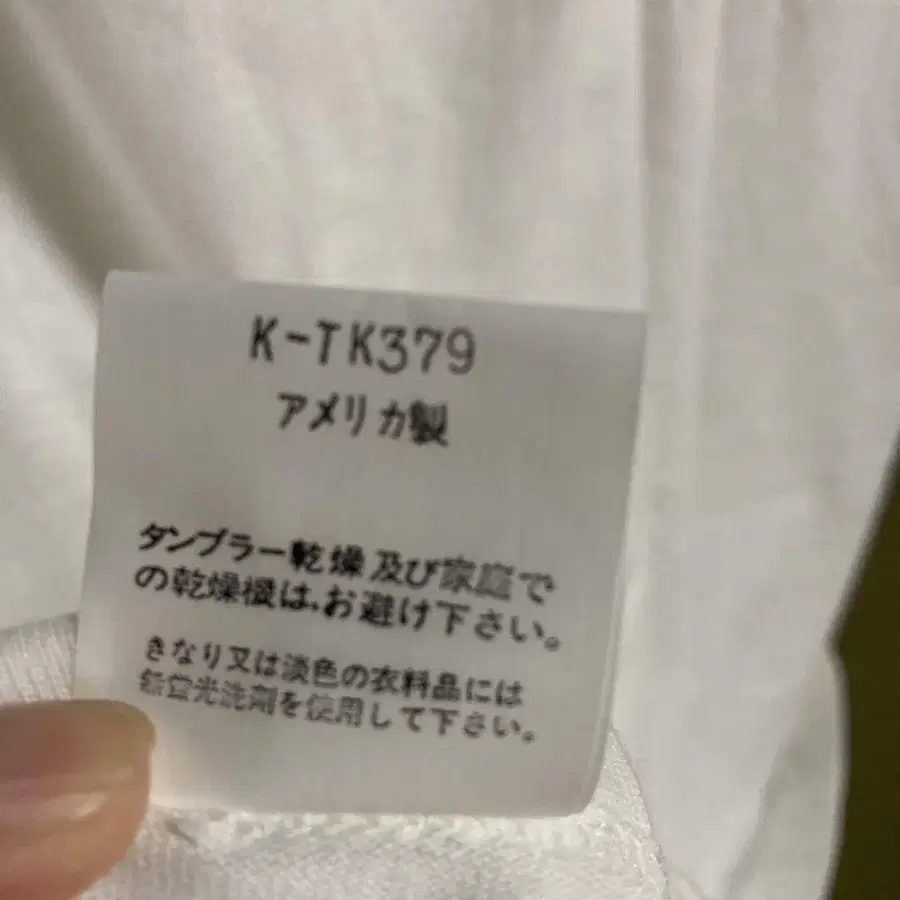 K-TK379
アメリカ製
ダンブラー乾燥及び家庭で
の乾燥機は、お避け下さい。
きなり又は淡色の衣料品には
無蛍光洗剤を使用して下さい。